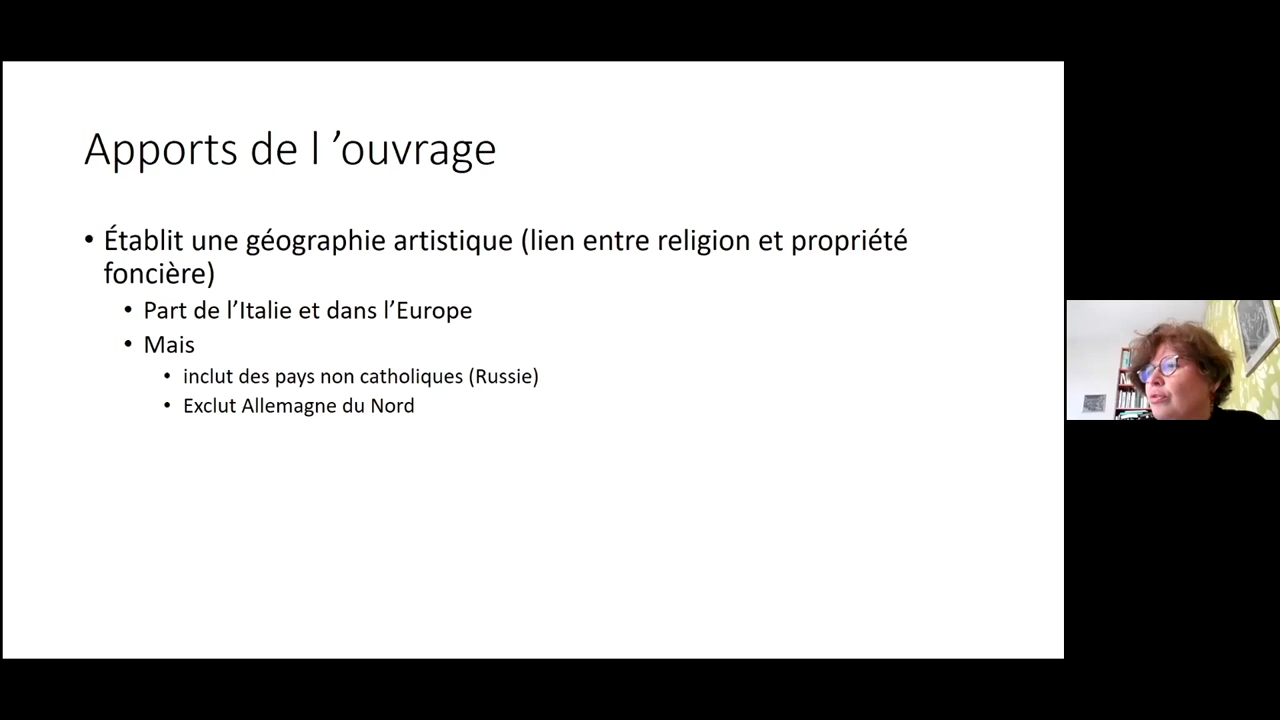 Apports de l ’ouvrage
• Établit une géographie artistique (lien entre religion et propriété
foncière)
• Part de l’Italie et dans l’Europe
• Mais
• inclut des pays non catholiques (Russie)
• Exclut Allemagne du Nord